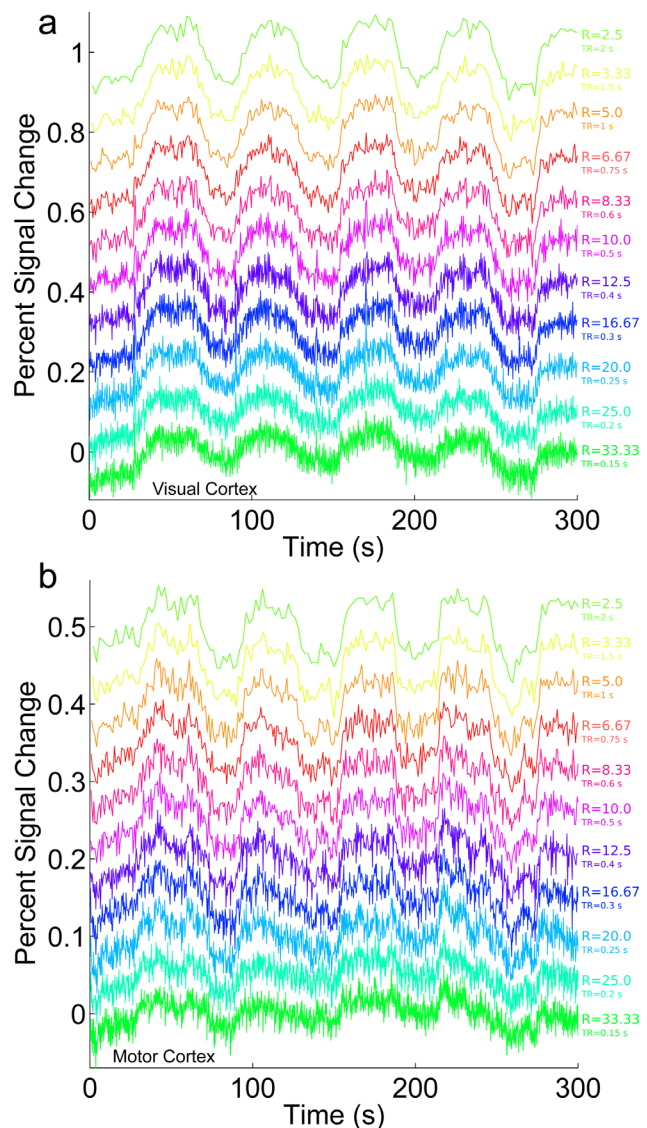 a
Percent Signal Change
1
0.8
0.6
0.4
0.2
0
R=2.5
TR=2 s
R=3.33
TR=1.5 s
R=5.0
TR=1 s
R=6.67
TR=0.75 s
R=8.33
TR=0.6 s
R=10.0
TR=0.5 s
R=12.5
TR=0.4 s
R=16.67
TR=0.3 s
R=20.0
TR=0.25 s
R=25.0
TR=0.2 s
R=33.33
TR=0.15 s
Visual Cortex
0 100 200 300
Time (s)
b
Percent Signal Change
0.5
0.4
0.3
0.2
0.1
0
R=2.5
TR=2 s
R=3.33
TR=1.5 s
R=5.0
TR=1 s
R=6.67
TR=0.75 s
R=8.33
TR=0.6 s
R=10.0
TR=0.5 s
R=12.5
TR=0.4 s
R=16.67
TR=0.3 s
R=20.0
TR=0.25 s
R=25.0
TR=0.2 s
R=33.33
TR=0.15 s
Motor Cortex
0 100 200 300
Time (s)